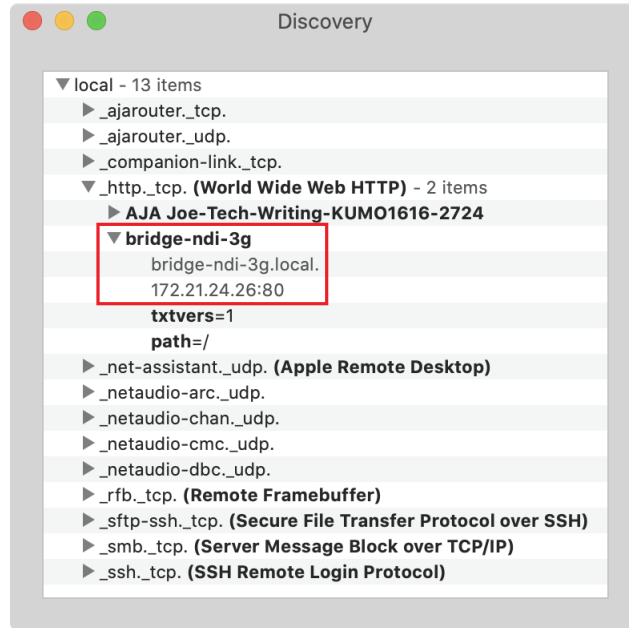 Discovery
local - 13 items
_ajarouter._tcp.
_ajarouter._udp.
_companion-link._tcp.
_http._tcp. (World Wide Web HTTP) - 2 items
AJA Joe-Tech-Writing-KUMO1616-2724
bridge-ndi-3g
bridge-ndi-3g.local.
172.21.24.26:80
txtvers=1
path=/
_net-assistant._udp. (Apple Remote Desktop)
_netaudio-arc._udp.
_netaudio-chan._udp.
_netaudio-cmc._udp.
_netaudio-dbc._udp.
_rfb._tcp. (Remote Framebuffer)
_sftp-ssh._tcp. (Secure File Transfer Protocol over SSH)
_smb._tcp. (Server Message Block over TCP/IP)
_ssh._tcp. (SSH Remote Login Protocol)